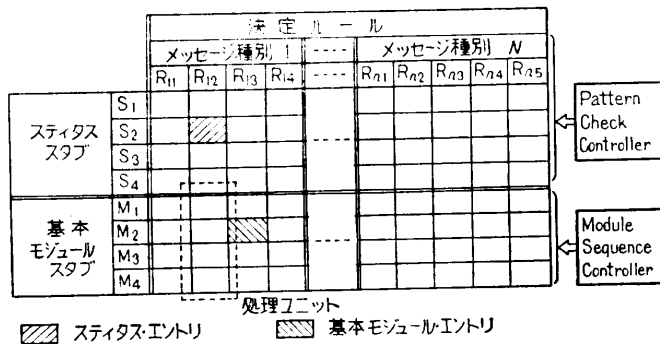 決定ルール
メッセージ種別 1 ---- メッセージ種別 N
R11 R12 R13 R14 ---- Rn1 Rn2 Rn3 Rn4 Rn5
スティタス
スタブ
S1
S2
S3
S4
Pattern
Check
Controller
基本
モジュール
スタブ
M1
M2
M3
M4
Module
Sequence
Controller
処理ユニット
スティタス・エントリ 基本モジュール・エントリ